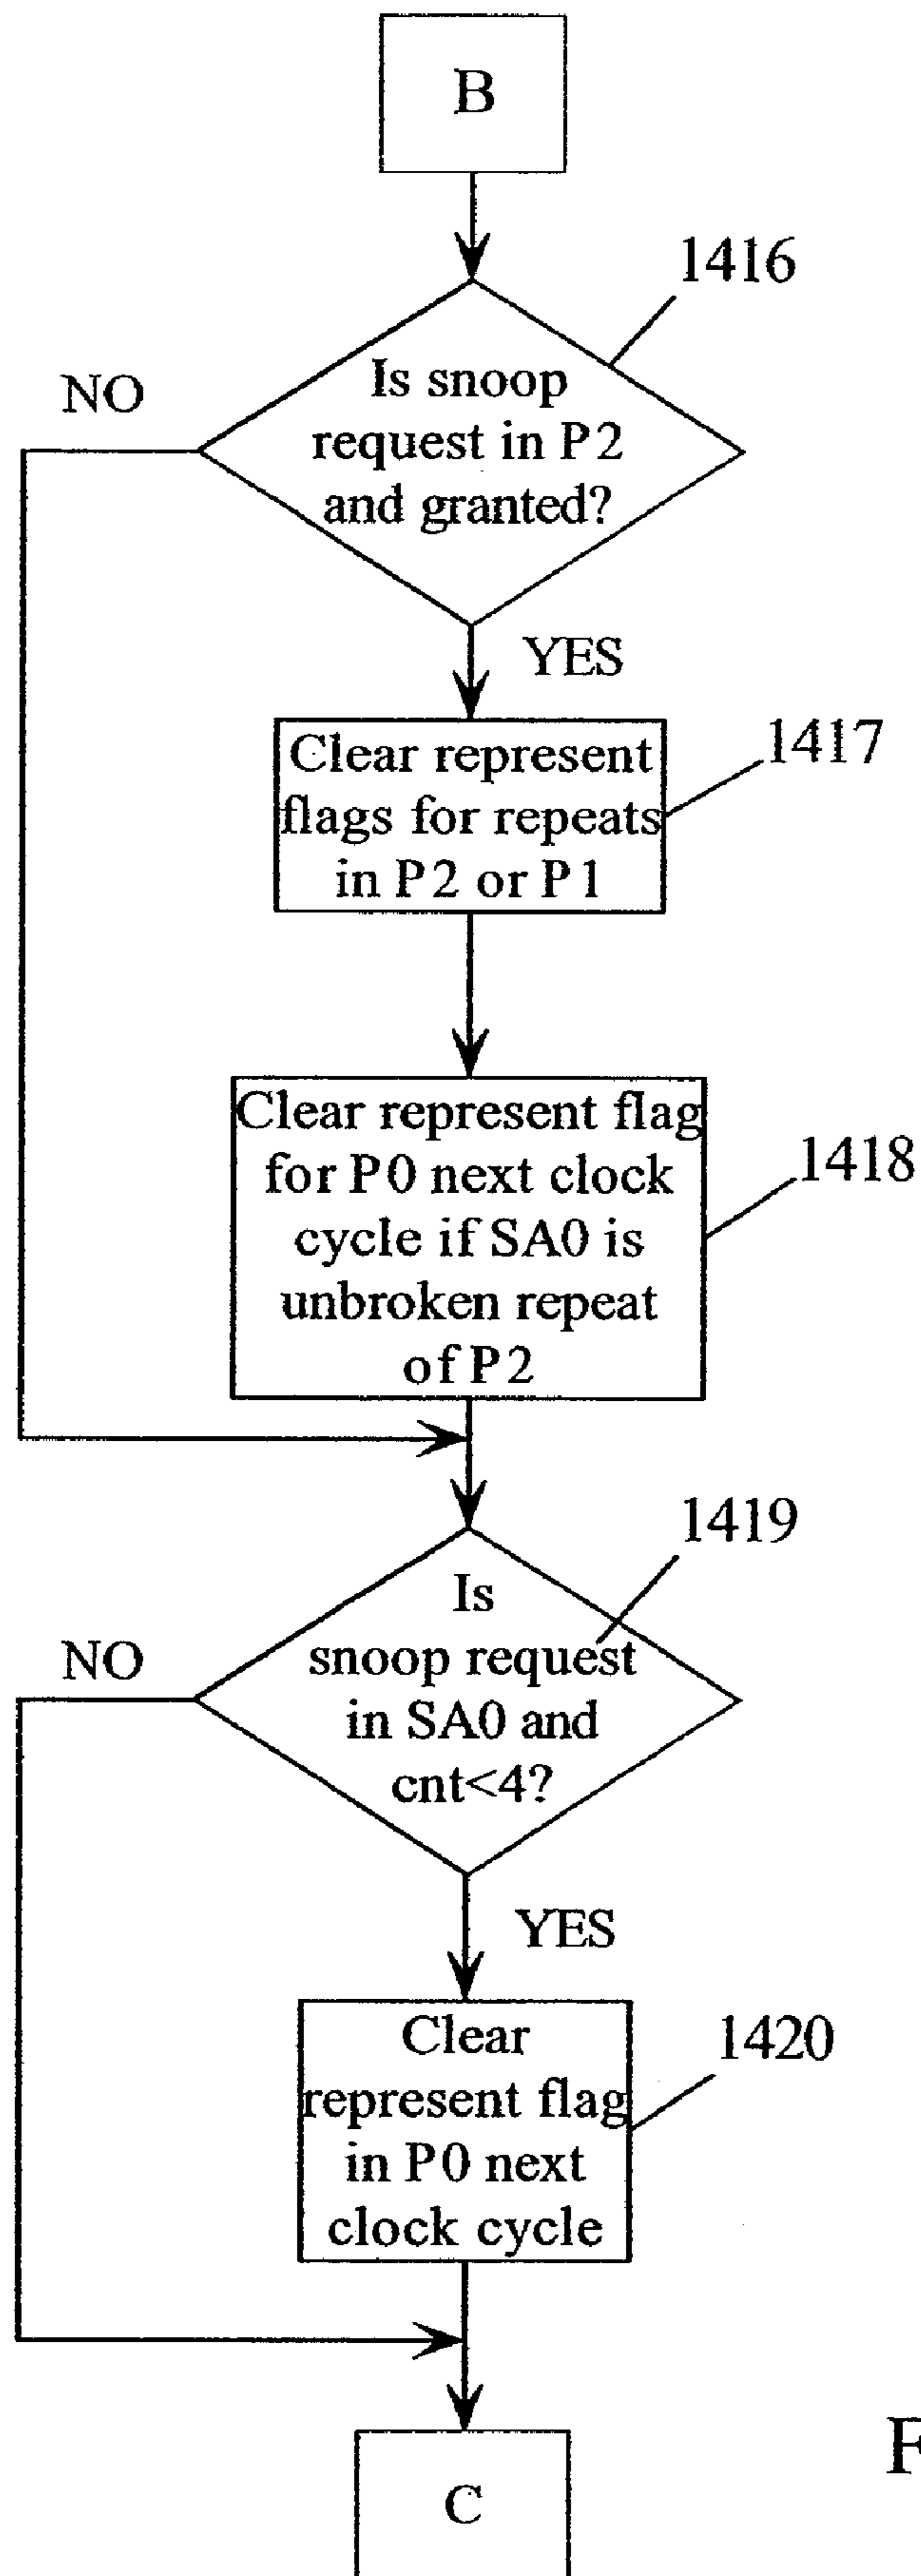 B
1416
NO
Is snoop
request in P2
and granted?
YES
1417
Clear represent
flags for repeats
in P2 or P1
Clear represent flag
for P0 next clock
cycle if SA0 is
unbroken repeat
of P2
1418
1419
NO
Is
snoop request
in SA0 and
cnt<4?
YES
Clear
represent flag
in P0 next
clock cycle
1420
F
C